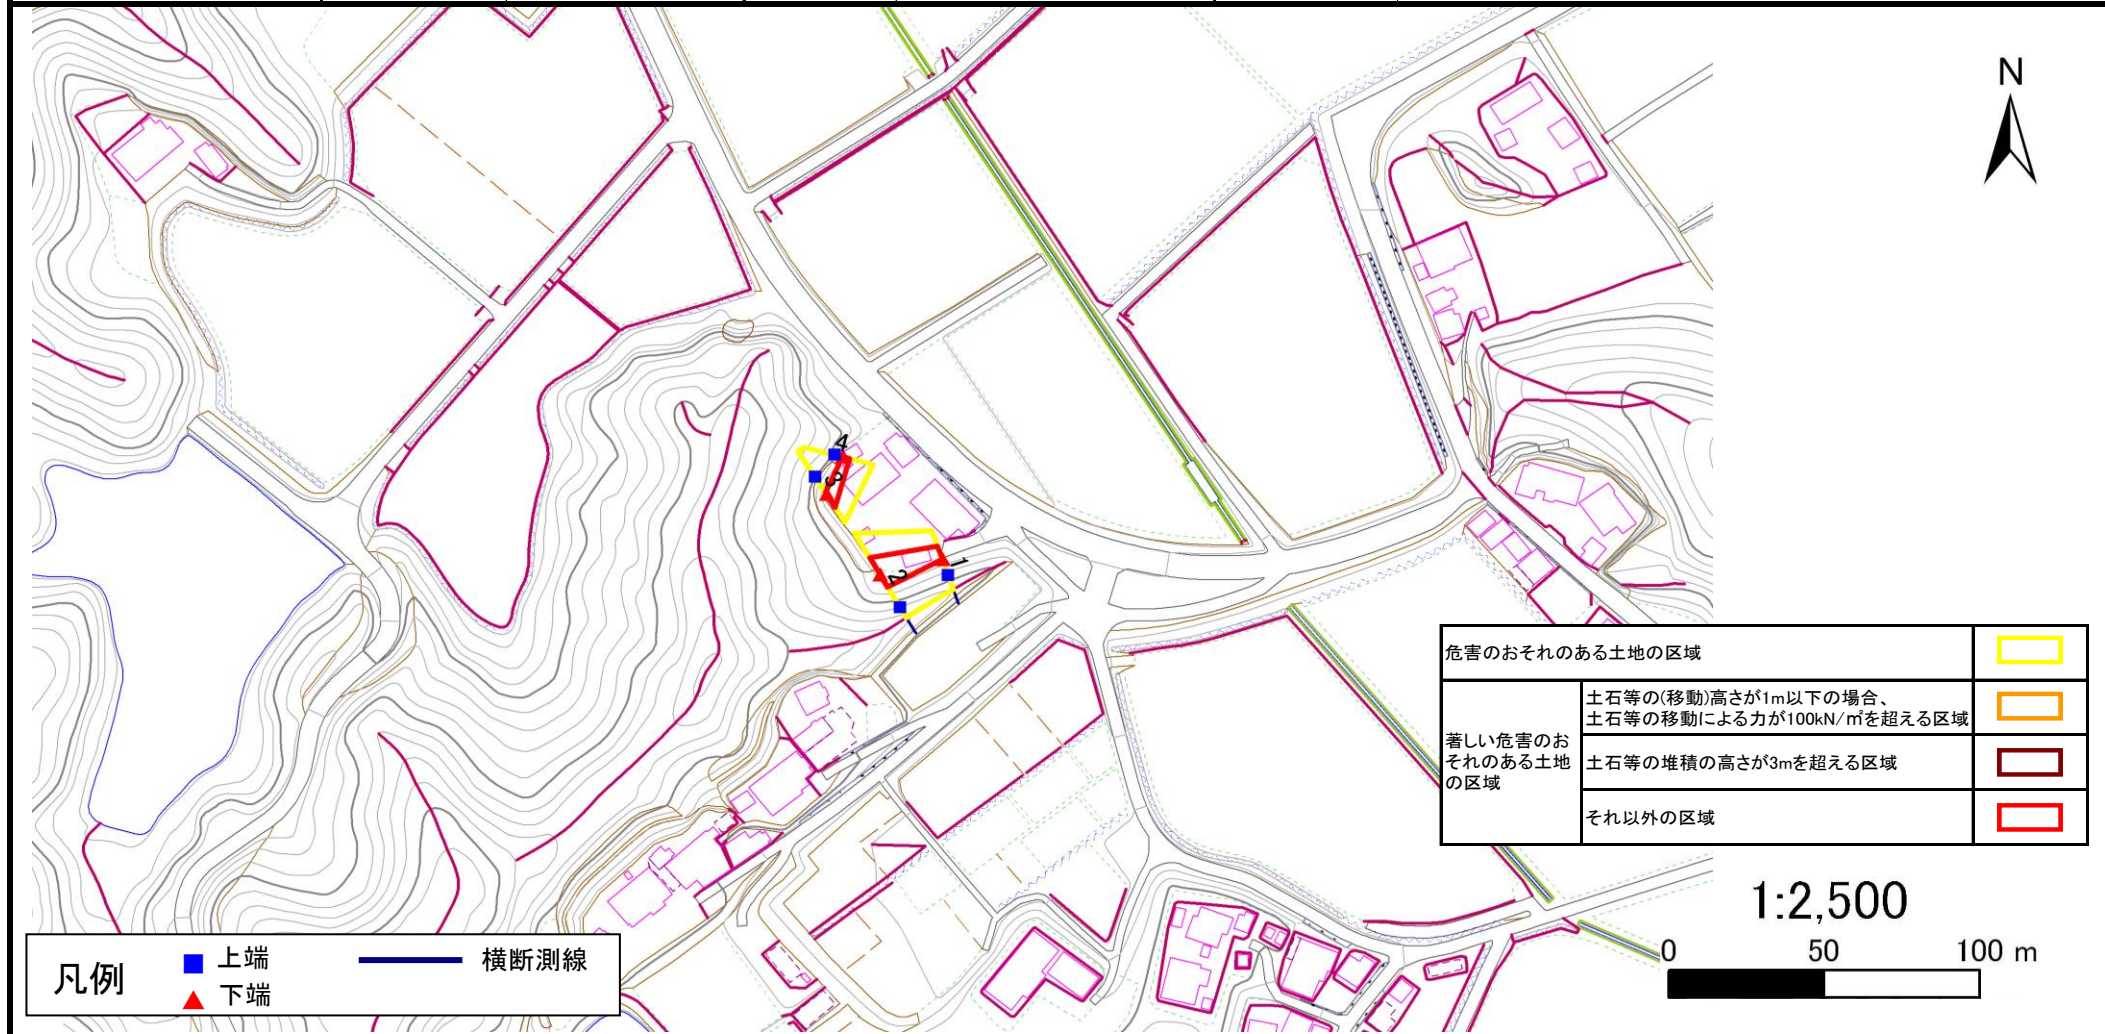 N
4
3
1
2
危害のおそれのある土地の区域
著しい危害のお
それのある土地
の区域
土石等の(移動)高さが1m以下の場合、
土石等の移動による力が100kN/㎡を超える区域
土石等の堆積の高さが3mを超える区域
それ以外の区域
1:2,500
0 50 100 m
凡例
上端
下端
横断測線